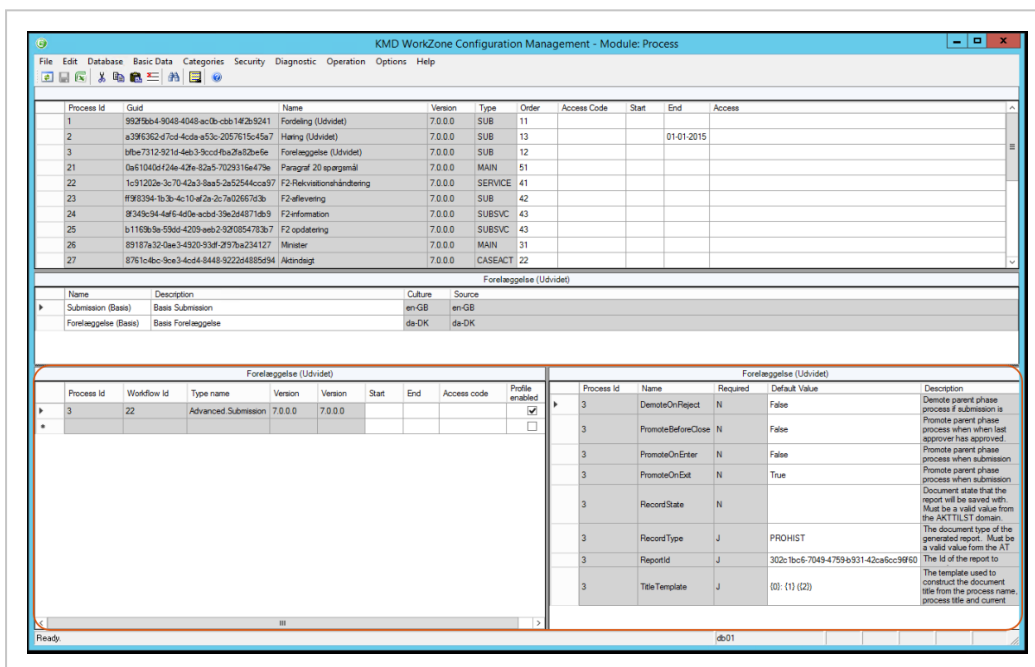 KMD WorkZone Configuration Management - Module: Process
File Edit Database Basic Data Categories Security Diagnostic Operation Options Help
Process Id Guid Name Version Type Order Access Code Start End Access
1 992f5bb4-9048-4048-ac0b-cbb14f2b9241 Fordeling (Udvidet) 7.0.0.0 SUB 11
2 a39f6362-d7cd-4cda-a53c-2057615c45a7 Høring (Udvidet) 7.0.0.0 SUB 13 01-01-2015
3 bfbe7312-921d-4eb3-9ccd-fba2fa82be6e Forelæggelse (Udvidet) 7.0.0.0 SUB 12
21 0a61040d-f24e-42fe-82a5-7029316e479e Paragraf 20 spørgsmål 7.0.0.0 MAIN 51
22 1c91202e-3c70-42a3-8aa5-2a52544cca97 F2-Rekvisitionshåndtering 7.0.0.0 SERVICE 41
23 ff9f8394-1b3b-4c10-af2a-2c7a02667d3b F2-aflevering 7.0.0.0 SUB 42
24 8f349c94-4af6-4d0e-acbd-39e2d4871db9 F2-information 7.0.0.0 SUBSVC 43
25 b1169b9a-59dd-4209-aeb2-92f0854783b7 F2 opdatering 7.0.0.0 SUBSVC 43
26 89187a32-0ae3-4920-93df-2f97ba234127 Minister 7.0.0.0 MAIN 31
27 8761c4bc-9ce3-4cd4-8448-9222d4885d94 Aktindsigt 7.0.0.0 CASEACT 22
Forelæggelse (Udvidet)
Name Description Culture Source
Submission (Basis) Basis Submission en-GB en-GB
Forelæggelse (Basis) Basis Forelæggelse da-DK da-DK
Forelæggelse (Udvidet)
Process Id Workflow Id Type name Version Version Start End Access code Profile enabled
3 22 Advanced.Submission 7.0.0.0 7.0.0.0
Forelæggelse (Udvidet)
Process Id Name Required Default Value Description
3 DemoteOnReject N False Demote parent phase
process if submission is
3 PromoteBeforeClose N False Promote parent phase
process when when last
approver has approved.
3 PromoteOnEnter N False Promote parent phase
process when submission
3 PromoteOnExit N True Promote parent phase
process when submission
3 RecordState N Document state that the
report will be saved with.
Must be a valid value from
the AKTTILST domain.
3 RecordType J PROHIST The document type of the
generated report. Must be
a valid value form the AT
3 ReportId J 302c1bc6-7049-4759-b931-42ca6cc96f60 The Id of the report to
3 TitleTemplate J {0}: {1} ({2}) The template used to
construct the document
title from the process name,
process title and current
Ready. db01